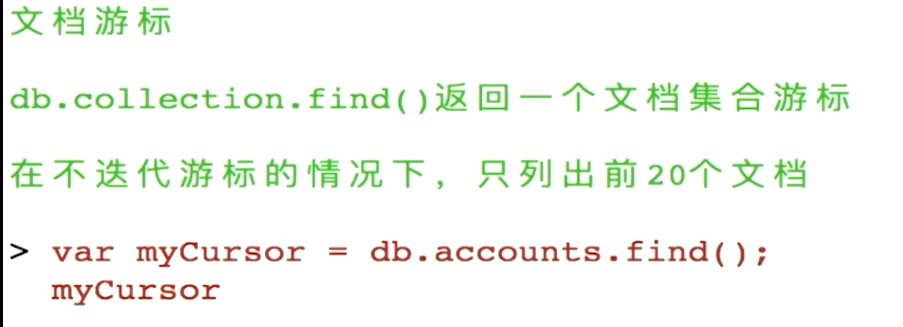 文档游标
db.collection.find()返回一个文档集合游标
在不迭代游标的情况下，只列出前20个文档
> var myCursor = db.accounts.find();
myCursor